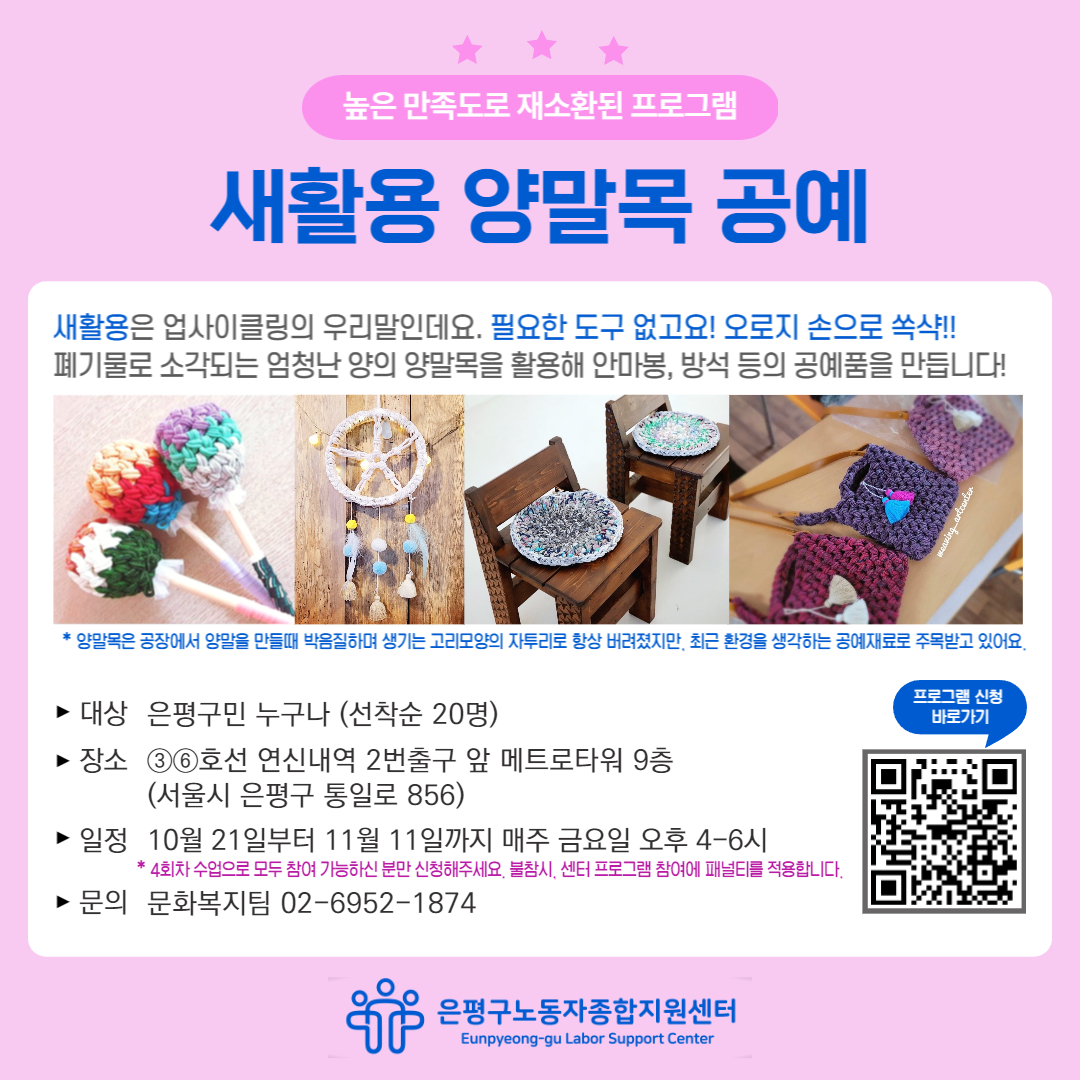 높은 만족도로 재소환된 프로그램
새활용 양말목 공예
새활용은 업사이클링의 우리말인데요. 필요한 도구 없고요! 오로지 손으로 쏙샥!!
폐기물로 소각되는 엄청난 양의 양말목을 활용해 안마봉, 방석 등의 공예품을 만듭니다!
weaving_artcenter
* 양말목은 공장에서 양말을 만들때 박음질하며 생기는 고리모양의 자투리로 항상 버려졌지만, 최근 환경을 생각하는 공예재료로 주목받고 있어요.
프로그램 신청
바로가기
▶ 대상 은평구민 누구나 (선착순 20명)
▶ 장소 ③⑥호선 연신내역 2번출구 앞 메트로타워 9층
(서울시 은평구 통일로 856)
▶ 일정 10월 21일부터 11월 11일까지 매주 금요일 오후 4-6시
* 4회차 수업으로 모두 참여 가능하신 분만 신청해주세요. 불참시, 센터 프로그램 참여에 패널티를 적용합니다.
▶ 문의 문화복지팀 02-6952-1874
은평구노동자종합지원센터
Eunpyeong-gu Labor Support Center